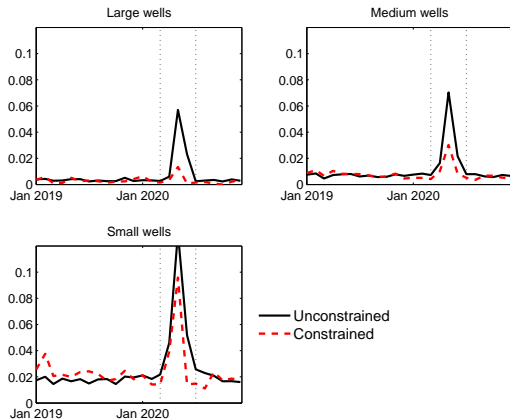 Large wells
0.1
0.08
0.06
0.04
0.02
0
Jan 2019
Jan 2020
Medium wells
0.1
0.08
0.06
0.04
0.02
0
Jan 2019
Jan 2020
Small wells
0.1
0.08
0.06
0.04
0.02
0
Jan 2019
Jan 2020
Unconstrained
Constrained